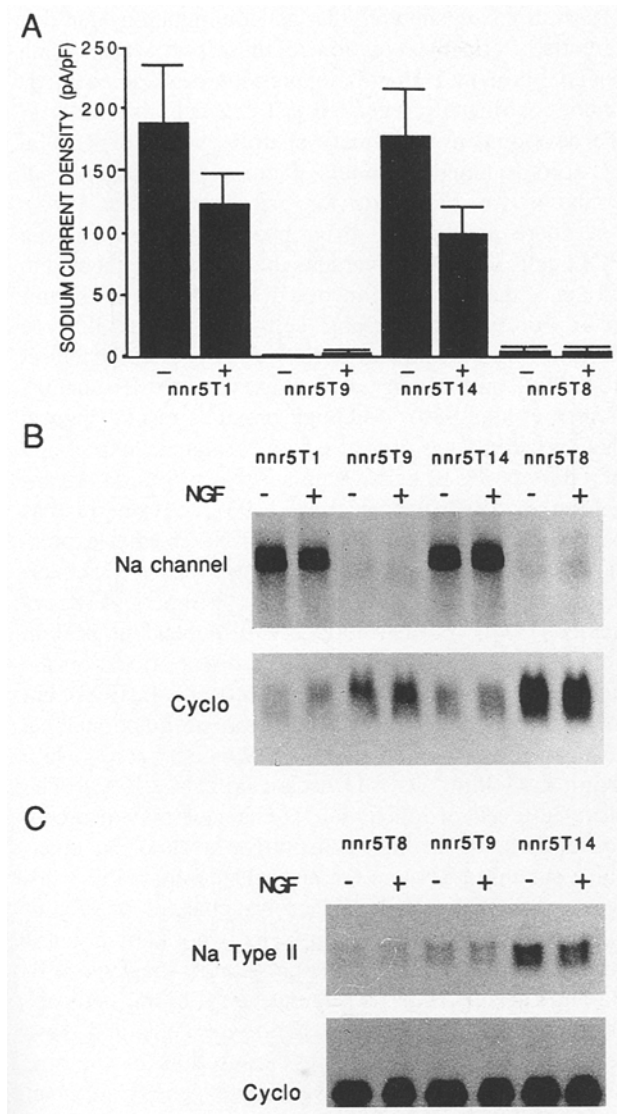 A
SODIUM CURRENT DENSITY (pA/pF)
250
200
150
100
50
0
− + − + − + − +
nnr5T1 nnr5T9 nnr5T14 nnr5T8
B
nnr5T1 nnr5T9 nnr5T14 nnr5T8
NGF - + - + - + - +
Na channel
Cyclo
C
nnr5T8 nnr5T9 nnr5T14
NGF - + - + - +
Na Type II
Cyclo